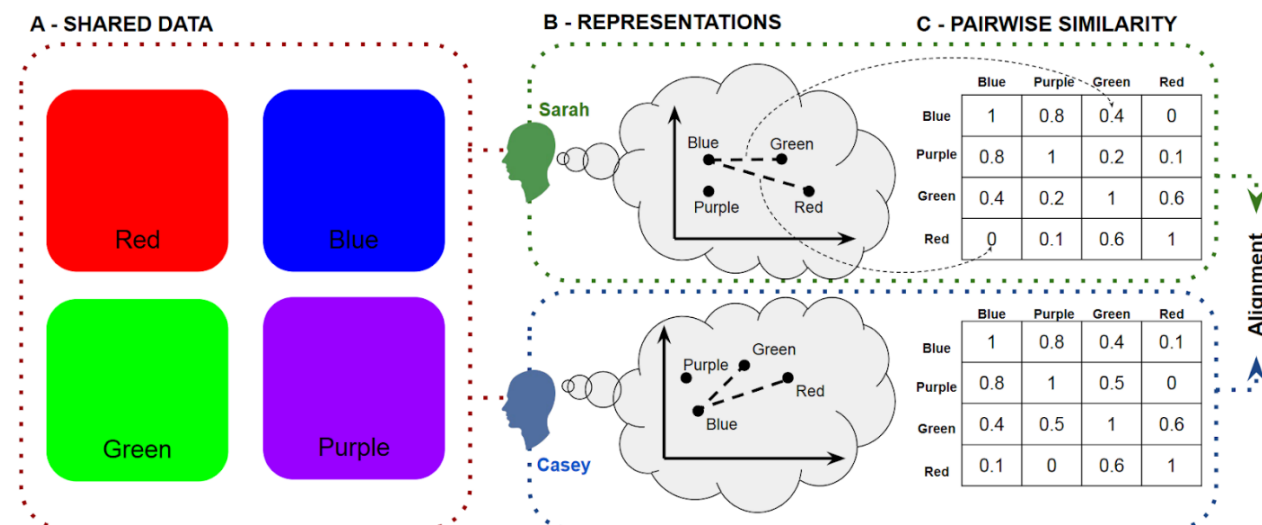 A - SHARED DATA
Red
Blue
Green
Purple
B - REPRESENTATIONS
C - PAIRWISE SIMILARITY
Sarah
Blue
Green
Purple
Red
Blue Purple Green Red
Blue 1 0.8 0.4 0
Purple 0.8 1 0.2 0.1
Green 0.4 0.2 1 0.6
Red 0 0.1 0.6 1
Casey
Purple
Green
Red
Blue
Blue Purple Green Red
Blue 1 0.8 0.4 0.1
Purple 0.8 1 0.5 0
Green 0.4 0.5 1 0.6
Red 0.1 0 0.6 1
Alignment